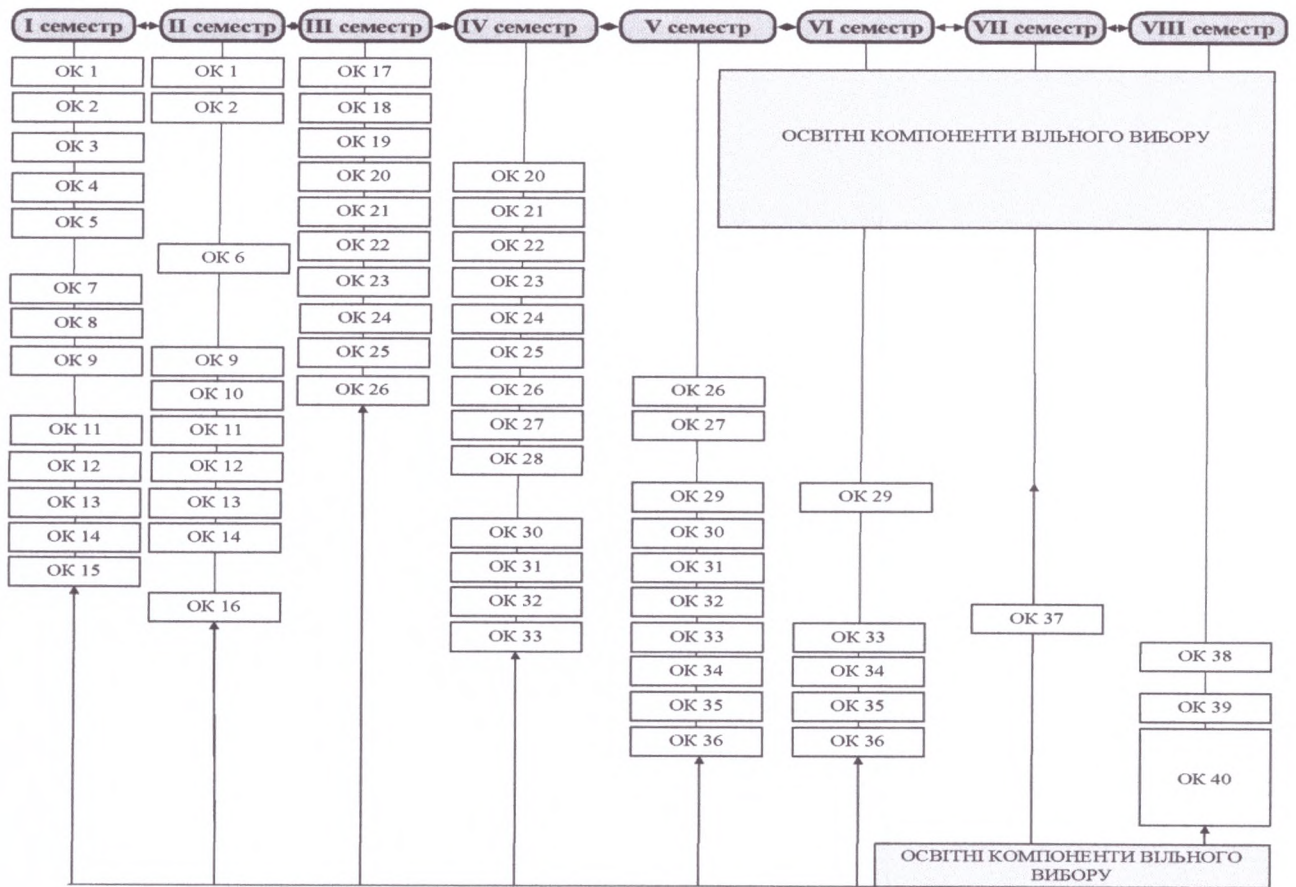 I семестр
II семестр
III семестр
IV семестр
V семестр
VI семестр
VII семестр
VIII семестр
ОК 1
ОК 2
ОК 3
ОК 4
ОК 5
ОК 7
ОК 8
ОК 9
ОК 11
ОК 12
ОК 13
ОК 14
ОК 15
ОК 1
ОК 2
ОК 6
ОК 9
ОК 10
ОК 11
ОК 12
ОК 13
ОК 14
ОК 16
ОК 17
ОК 18
ОК 19
ОК 20
ОК 21
ОК 22
ОК 23
ОК 24
ОК 25
ОК 26
ОК 20
ОК 21
ОК 22
ОК 23
ОК 24
ОК 25
ОК 26
ОК 27
ОК 28
ОК 30
ОК 31
ОК 32
ОК 33
ОК 26
ОК 27
ОК 29
ОК 30
ОК 31
ОК 32
ОК 33
ОК 34
ОК 35
ОК 36
ОСВІТНІ КОМПОНЕНТИ ВІЛЬНОГО ВИБОРУ
ОК 29
ОК 33
ОК 34
ОК 35
ОК 36
ОК 37
ОК 38
ОК 39
ОК 40
ОСВІТНІ КОМПОНЕНТИ ВІЛЬНОГО
ВИБОРУ